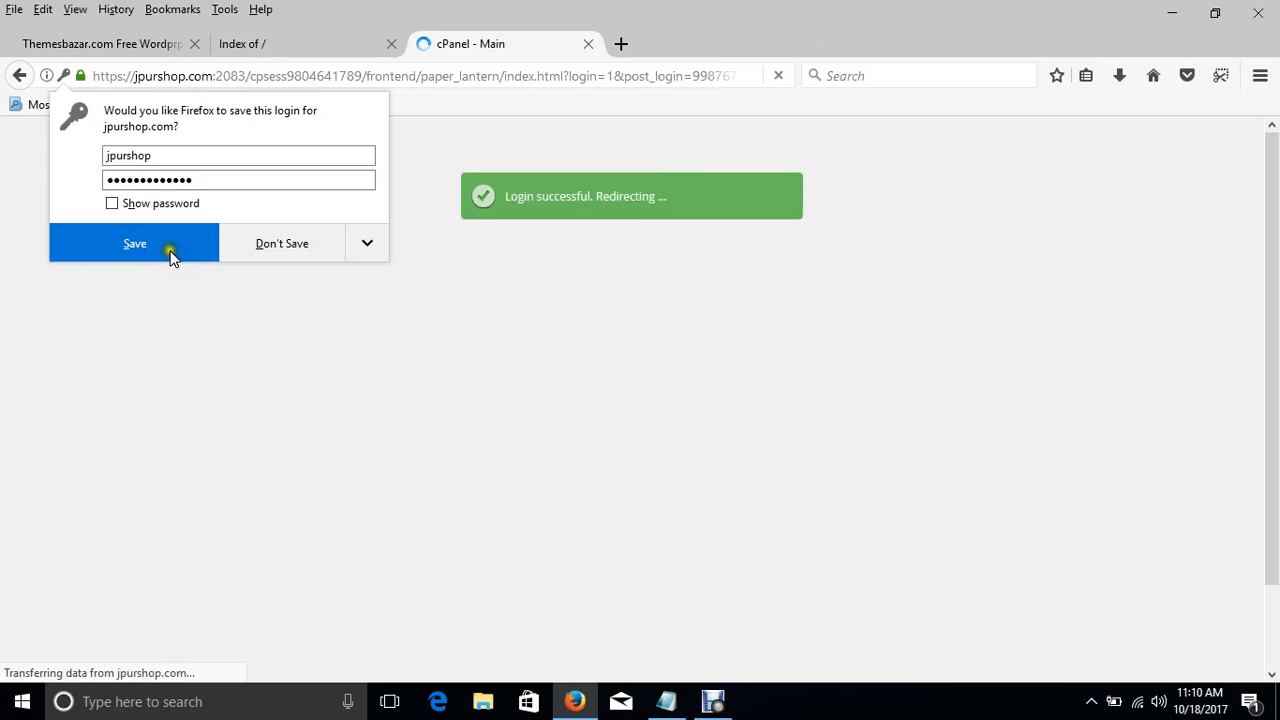 File Edit View History Bookmarks Tools Help
Themesbazar.com Free Wordpr
Index of /
cPanel - Main
https://jpurshop.com:2083/cpsess9804641789/frontend/paper_lantern/index.html?login=1&post_login=998767
Search
Mos
Would you like Firefox to save this login for
jpurshop.com?
jpurshop
•••••••••••••
Show password
Save
Don't Save
Login successful. Redirecting ...
Transferring data from jpurshop.com...
Type here to search
11:10 AM
10/18/2017
1